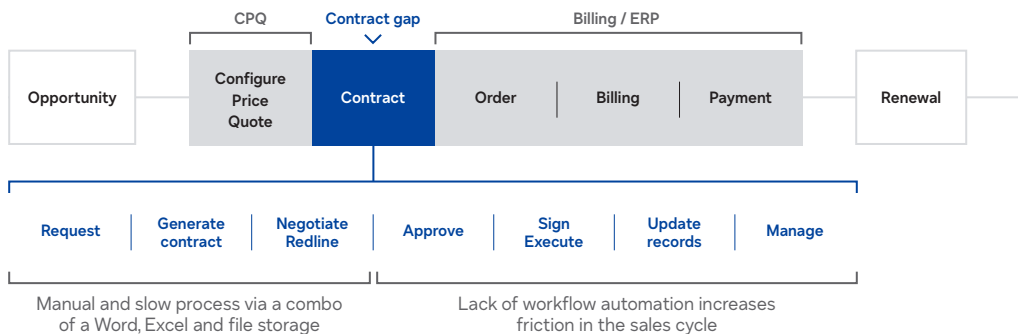 CPQ
Contract gap
Billing / ERP
Opportunity
Configure
Price
Quote
Contract
Order
Billing
Payment
Renewal
Request
Generate
contract
Negotiate
Redline
Approve
Sign
Execute
Update
records
Manage
Manual and slow process via a combo
of a Word, Excel and file storage
Lack of workflow automation increases
friction in the sales cycle